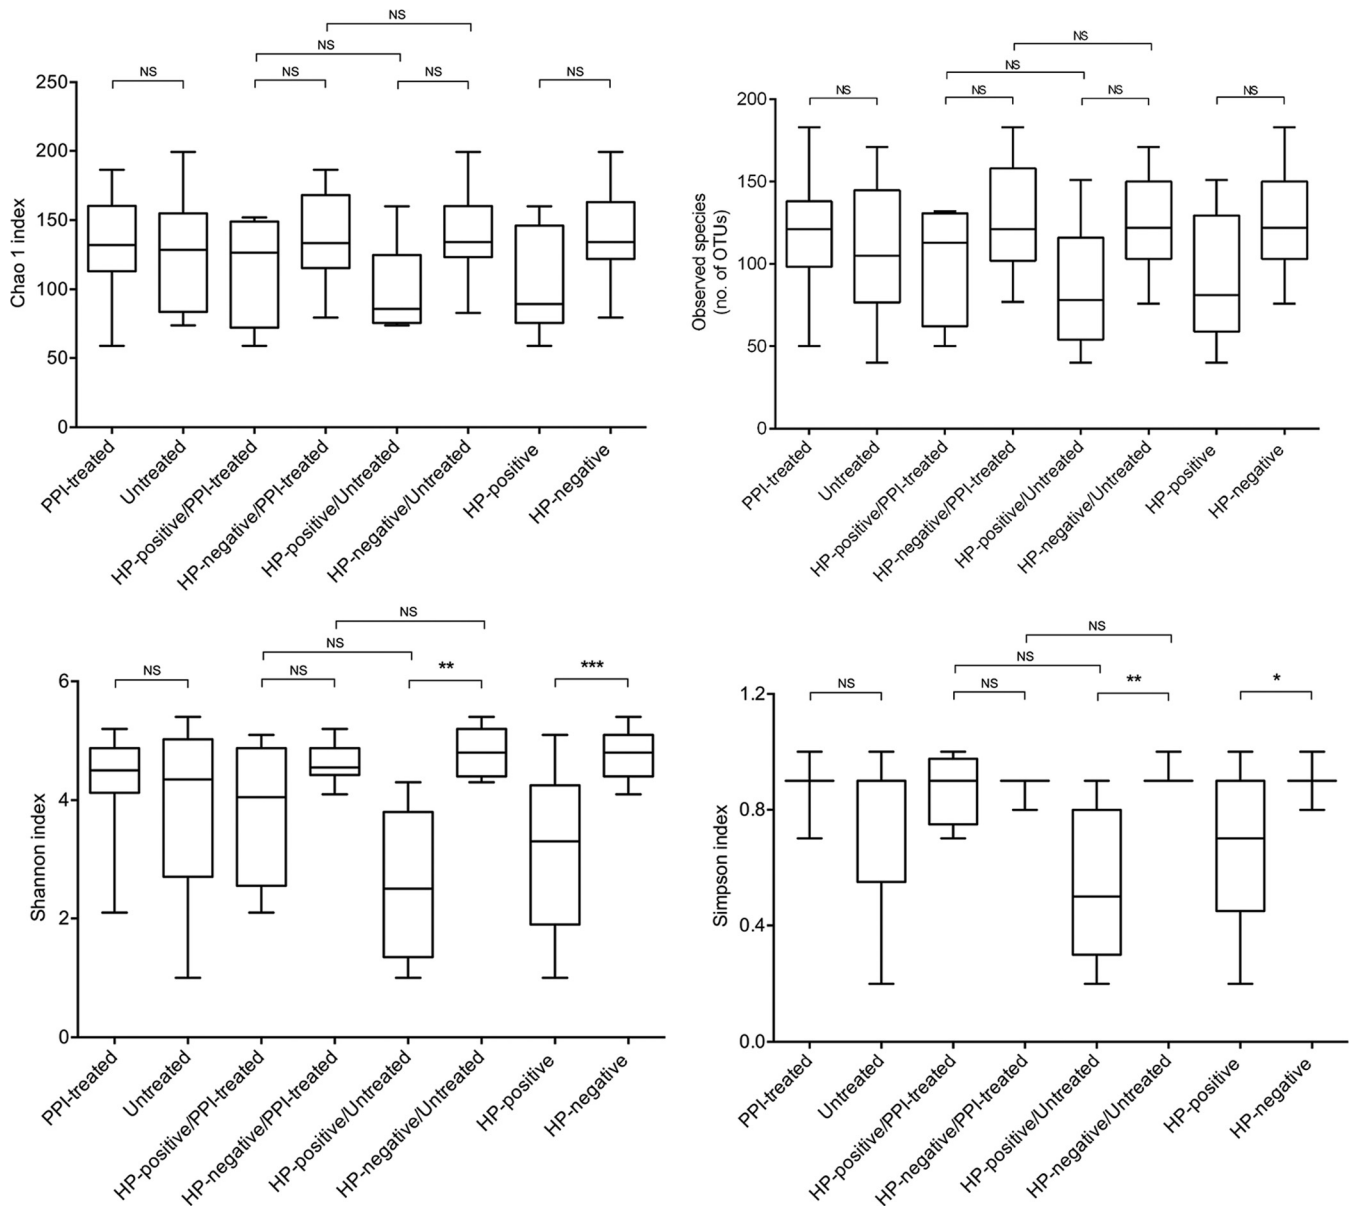 NS
NS
NS NS NS NS
250
200
150
100
50
0
Chao 1 index
PPI-treated
Untreated
HP-positive/PPI-treated
HP-negative/PPI-treated
HP-positive/Untreated
HP-negative/Untreated
HP-positive
HP-negative
NS
NS
NS NS NS NS
200
150
100
50
0
Observed species
(no. of OTUs)
PPI-treated
Untreated
HP-positive/PPI-treated
HP-negative/PPI-treated
HP-positive/Untreated
HP-negative/Untreated
HP-positive
HP-negative
NS
NS
NS NS ** ***
6
4
2
0
Shannon index
PPI-treated
Untreated
HP-positive/PPI-treated
HP-negative/PPI-treated
HP-positive/Untreated
HP-negative/Untreated
HP-positive
HP-negative
NS
NS
NS NS ** *
1.2
0.8
0.4
0.0
Simpson index
PPI-treated
Untreated
HP-positive/PPI-treated
HP-negative/PPI-treated
HP-positive/Untreated
HP-negative/Untreated
HP-positive
HP-negative